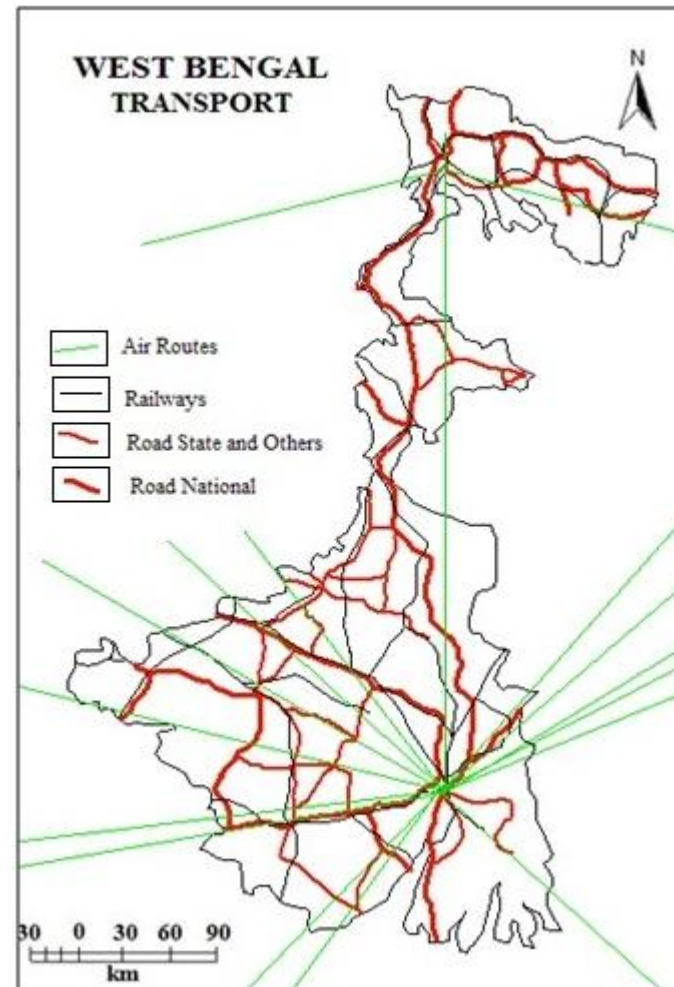 WEST BENGAL
TRANSPORT
N
Air Routes
Railways
Road State and Others
Road National
30 0 30 60 90
km